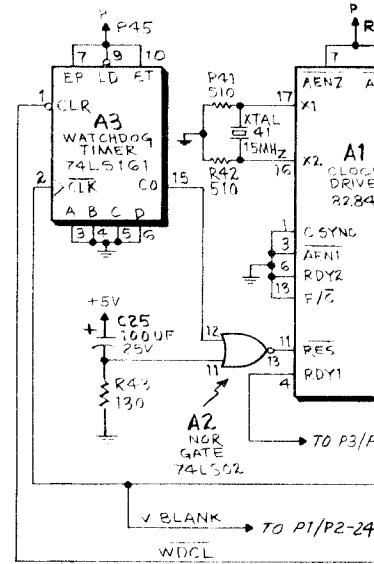 P P45
P
R
7 9 10
EP LD ET
1 CLR
A3
WATCHDOG
TIMER
74LS161
2 CLK CO 15
A B C D
3 4 5 6
R41
510
XTAL
41
15MHZ
R42
510
7
AEN2
17 X1
X2
16
A1
CLOCK
DRIVE
8284
1 CSYNC
3 AEN1
6 RDY2
13 F/C
+5V
+ C25
100UF
25V
R43
130
12
11
13
11 RES
4 RDY1
A2
NOR
GATE
74LS02
TO P3/P
V BLANK TO P1/P2-24
WDCL